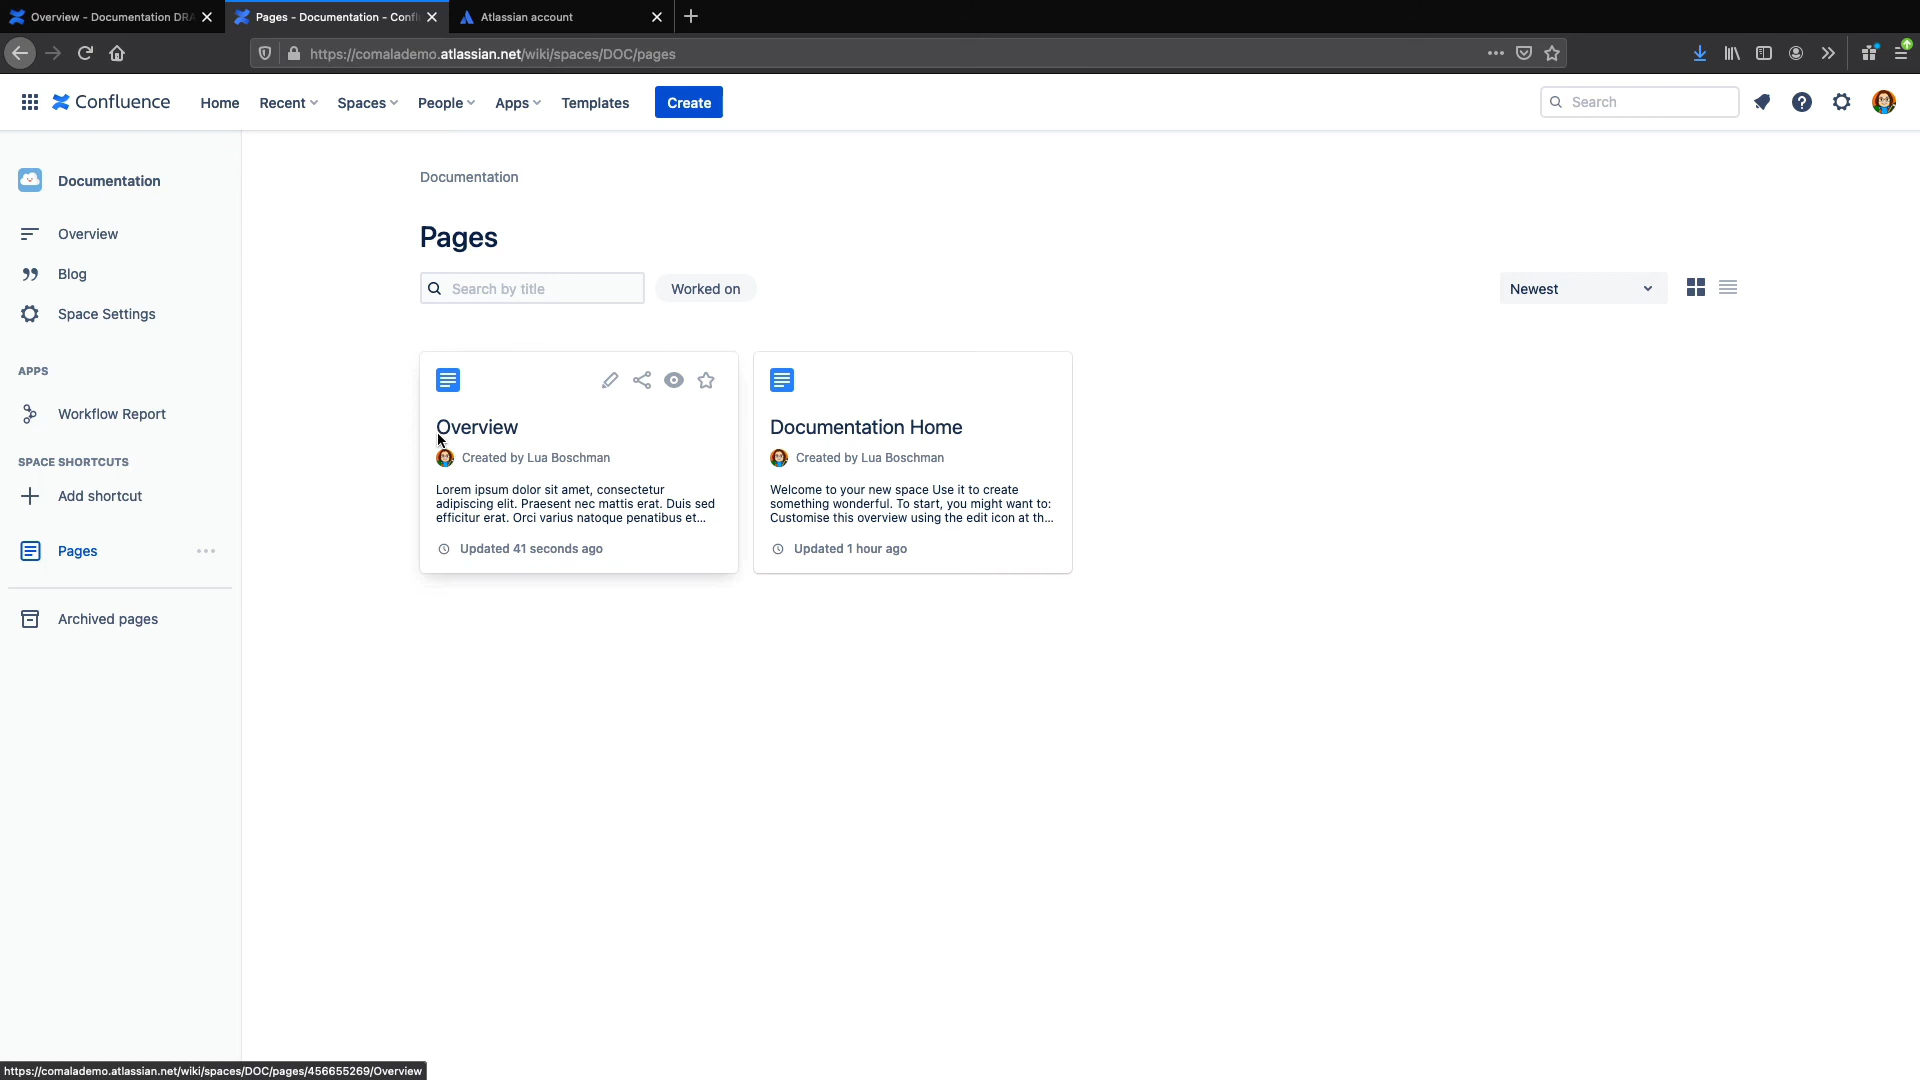 Overview - Documentation DRA
Pages - Documentation - Confl
Atlassian account
https://comalademo.atlassian.net/wiki/spaces/DOC/pages
Confluence
Home
Recent
Spaces
People
Apps
Templates
Create
Search
Documentation
Overview
Blog
Space Settings
APPS
Workflow Report
SPACE SHORTCUTS
Add shortcut
Pages
Archived pages
Documentation
Pages
Search by title
Worked on
Newest
Overview
Created by Lua Boschman
Lorem ipsum dolor sit amet, consectetur
adipiscing elit. Praesent nec mattis erat. Duis sed
efficitur erat. Orci varius natoque penatibus et...
Updated 41 seconds ago
Documentation Home
Created by Lua Boschman
Welcome to your new space Use it to create
something wonderful. To start, you might want to:
Customise this overview using the edit icon at th...
Updated 1 hour ago
https://comalademo.atlassian.net/wiki/spaces/DOC/pages/456655269/Overview